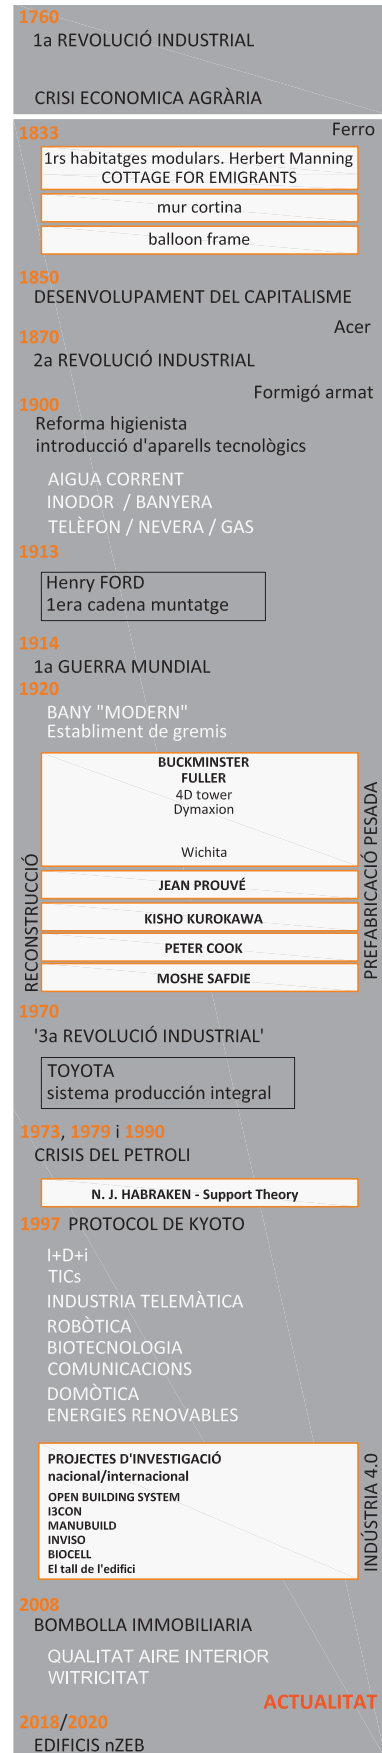 1760
1a REVOLUCIÓ INDUSTRIAL
CRISI ECONOMICA AGRÀRIA
1833
Ferro
1rs habitatges modulars. Herbert Manning
COTTAGE FOR EMIGRANTS
mur cortina
balloon frame
1850
DESENVOLUPAMENT DEL CAPITALISME
Acer
1870
2a REVOLUCIÓ INDUSTRIAL
Formigó armat
1900
Reforma higienista
introducció d'aparells tecnològics
AIGUA CORRENT
INODOR / BANYERA
TELÈFON / NEVERA / GAS
1913
Henry FORD
1era cadena muntatge
1914
1a GUERRA MUNDIAL
1920
BANY "MODERN"
Establiment de gremis
RECONSTRUCCIÓ
BUCKMINSTER
FULLER
4D tower
Dymaxion
Wichita
JEAN PROUVÉ
KISHO KUROKAWA
PETER COOK
MOSHE SAFDIE
PREFABRICACIÓ PESADA
1970
'3a REVOLUCIÓ INDUSTRIAL'
TOYOTA
sistema producción integral
1973, 1979 i 1990
CRISIS DEL PETROLI
N. J. HABRAKEN - Support Theory
1997 PROTOCOL DE KYOTO
I+D+i
TICs
INDUSTRIA TELEMÀTICA
ROBÒTICA
BIOTECNOLOGIA
COMUNICACIONS
DOMÒTICA
ENERGIES RENOVABLES
PROJECTES D'INVESTIGACIÓ
nacional/internacional
OPEN BUILDING SYSTEM
I3CON
MANUBUILD
INVISO
BIOCELL
El tall de l'edifici
INDÚSTRIA 4.0
2008
BOMBOLLA IMMOBILIARIA
QUALITAT AIRE INTERIOR
WITRICITAT
ACTUALITAT
2018/2020
EDIFICIS nZEB